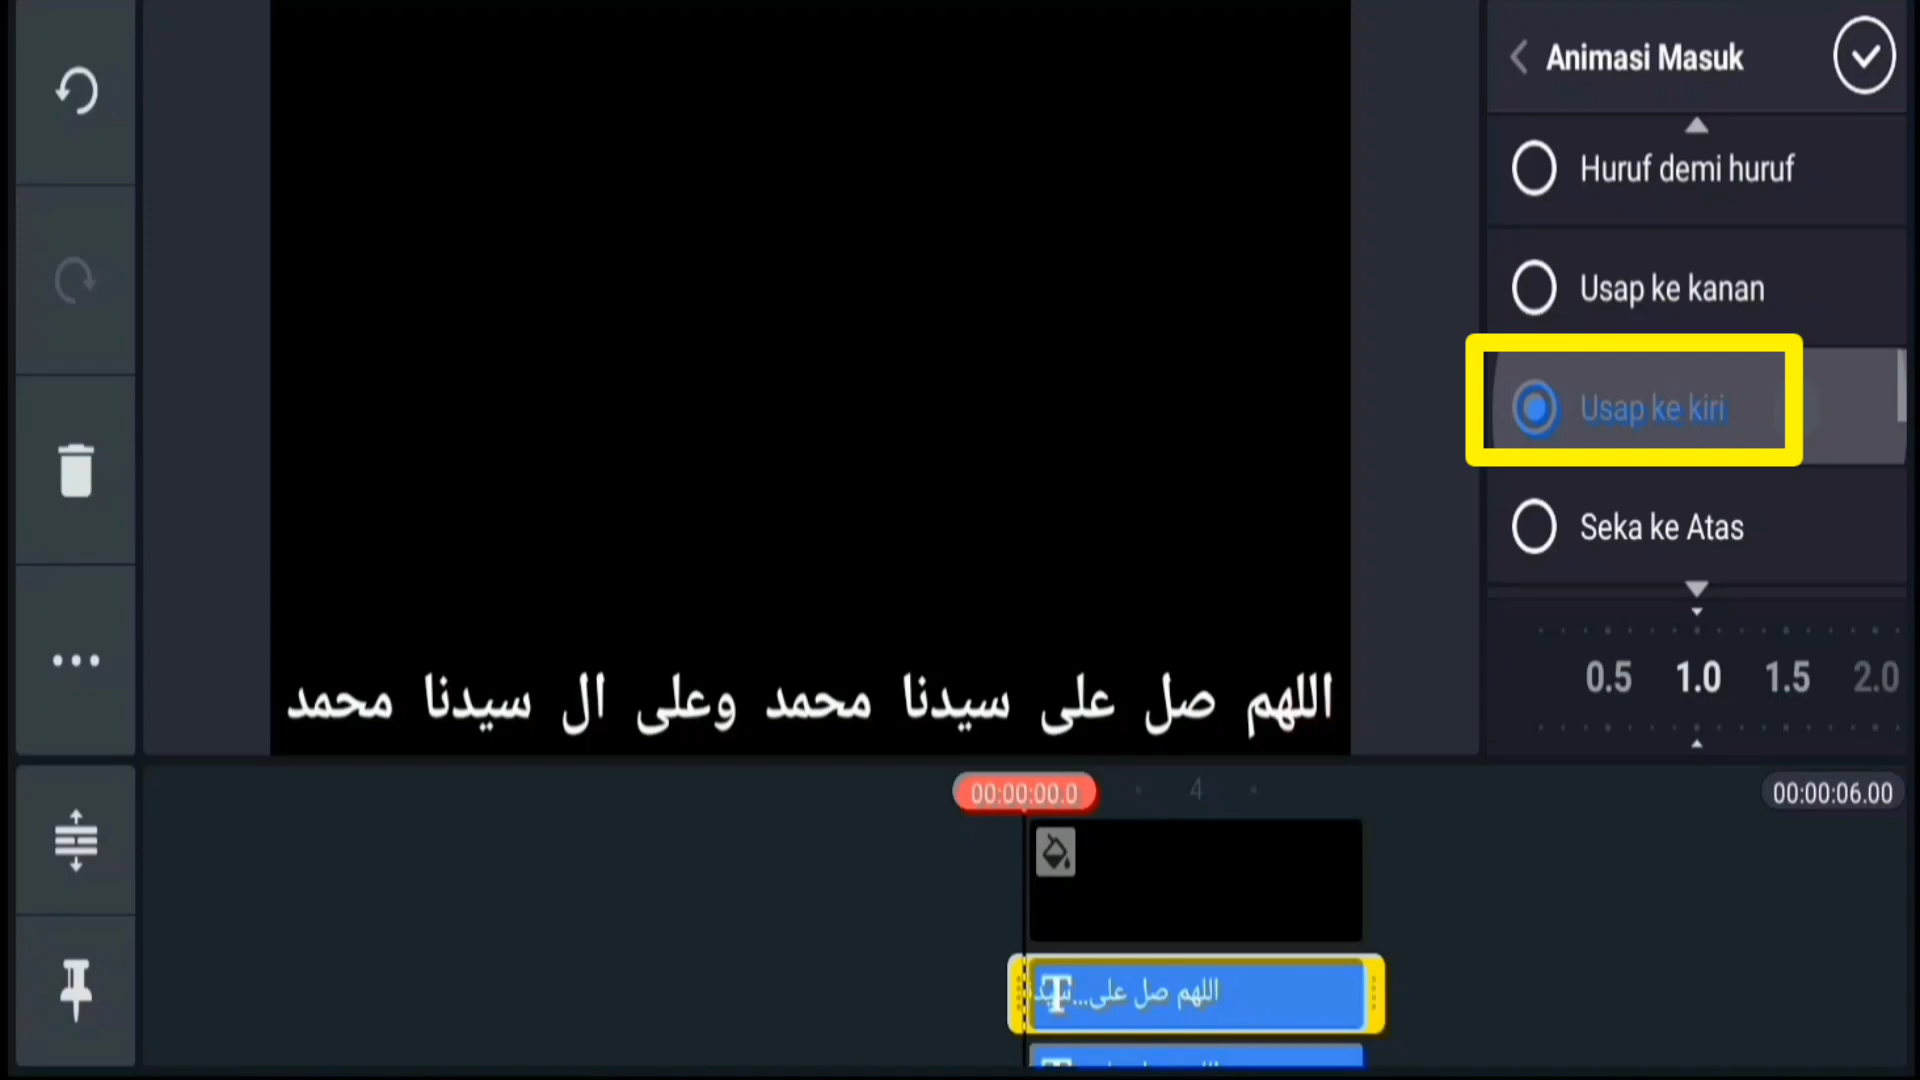 Animasi Masuk
Huruf demi huruf
Usap ke kanan
Usap ke kiri
Seka ke Atas
0.5 1.0 1.5 2.0
اللهم صل على سيدنا محمد وعلى ال سيدنا محمد
00:00:00.0
4
00:00:06.00
T
اللهم صل على...سيد